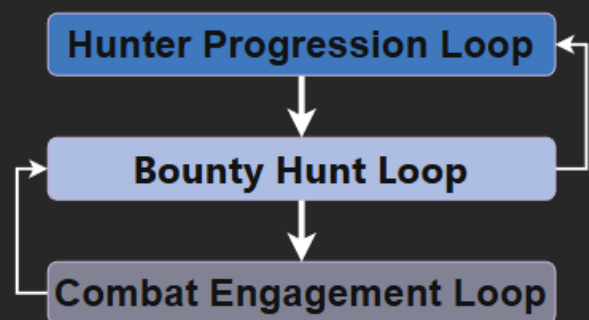 Hunter Progression Loop
Bounty Hunt Loop
Combat Engagement Loop